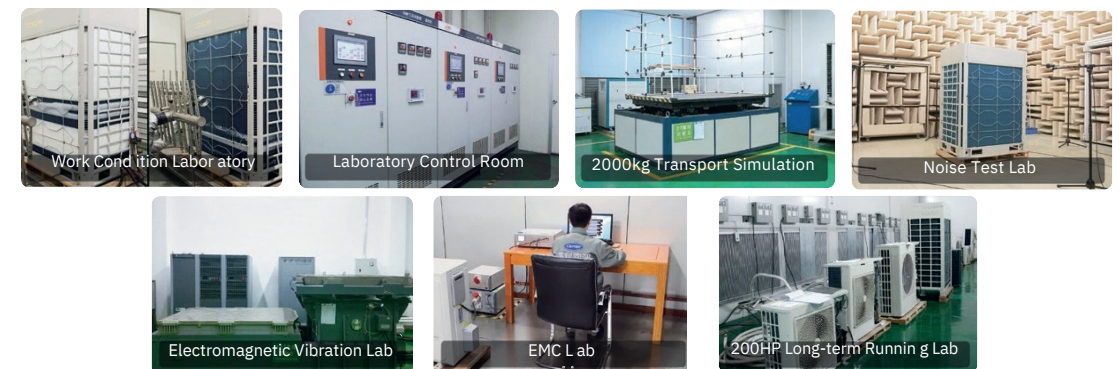 Work Cond ition Labor atory
Laboratory Control Room
2000kg Transport Simulation
Noise Test Lab
Electromagnetic Vibration Lab
EMC L ab
200HP Long-term Runnin g Lab